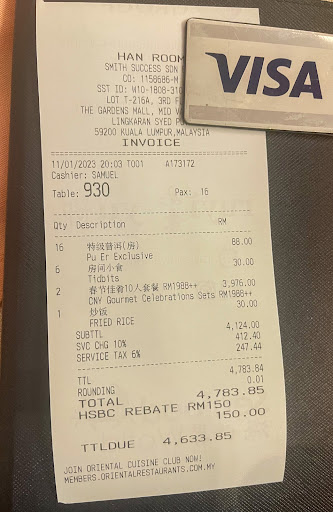 VISA
HAN ROOM
SMITH SUCCESS SDN
CO: 1158686-M
SST ID: W10-1808-310
LOT T-216A, 3RD F
THE GARDENS MALL, MID V
LINGKARAN SYED P
59200 KUALA LUMPUR,MALAYSIA
INVOICE
11/01/2023 20:03 T001 A173172
Cashier: SAMUEL
Table: 930 Pax: 16
Qty Description RM
16 特级普洱(房) 88.00
Pu Er Exclusive
6 房间小食 30.00
Tidbits
2 春节佳肴10人套餐 RM1988++ 3,976.00
CNY Gourmet Celebrations Sets RM1988++
1 炒饭 30.00
FRIED RICE
SUBTTL 4,124.00
SVC CHG 10% 412.40
SERVICE TAX 6% 247.44
TTL 4,783.84
ROUNDING 0.01
TOTAL 4,783.85
HSBC REBATE RM150
150.00
TTLDUE 4,633.85
JOIN ORIENTAL CUISINE CLUB NOW!
MEMBERS.ORIENTALRESTAURANTS.COM.MY